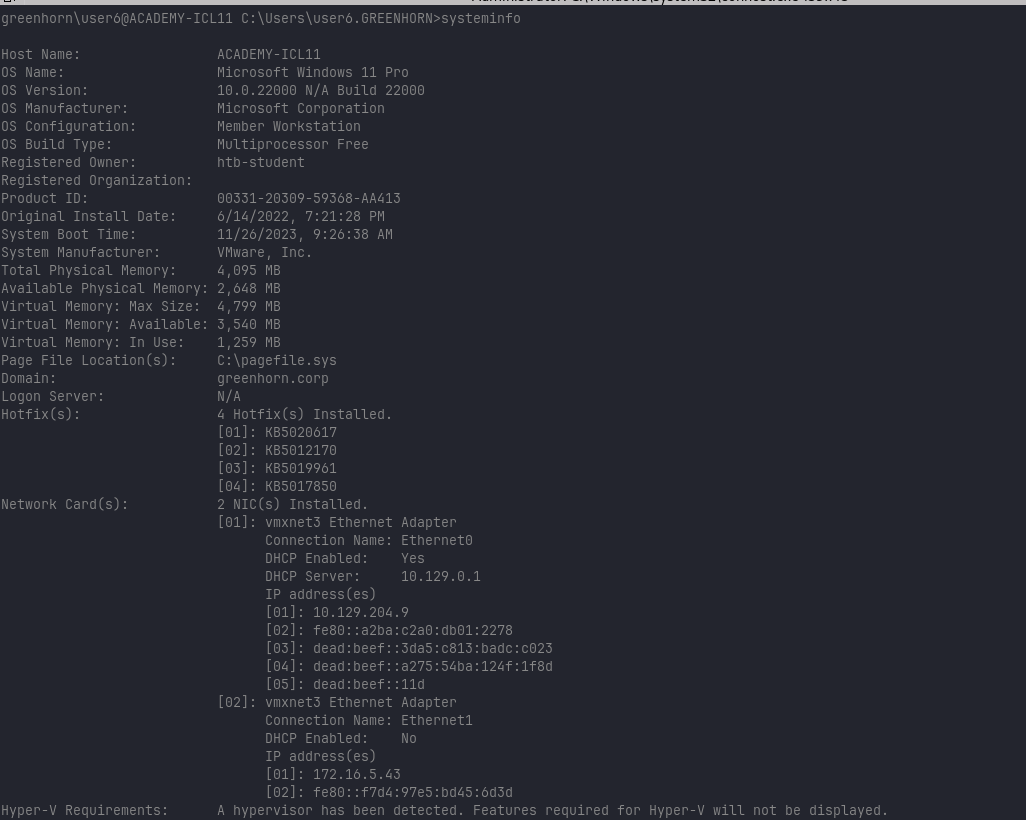 greenhorn\user6@ACADEMY-ICL11 C:\Users\user6.GREENHORN>systeminfo
Host Name:                 ACADEMY-ICL11
OS Name:                   Microsoft Windows 11 Pro
OS Version:                10.0.22000 N/A Build 22000
OS Manufacturer:           Microsoft Corporation
OS Configuration:          Member Workstation
OS Build Type:             Multiprocessor Free
Registered Owner:          htb-student
Registered Organization:
Product ID:                00331-20309-59368-AA413
Original Install Date:     6/14/2022, 7:21:28 PM
System Boot Time:          11/26/2023, 9:26:38 AM
System Manufacturer:       VMware, Inc.
Total Physical Memory:     4,095 MB
Available Physical Memory: 2,648 MB
Virtual Memory: Max Size:  4,799 MB
Virtual Memory: Available: 3,540 MB
Virtual Memory: In Use:    1,259 MB
Page File Location(s):     C:\pagefile.sys
Domain:                    greenhorn.corp
Logon Server:              N/A
Hotfix(s):                 4 Hotfix(s) Installed.
                           [01]: KB5020617
                           [02]: KB5012170
                           [03]: KB5019961
                           [04]: KB5017850
Network Card(s):           2 NIC(s) Installed.
                           [01]: vmxnet3 Ethernet Adapter
                                 Connection Name: Ethernet0
                                 DHCP Enabled:    Yes
                                 DHCP Server:     10.129.0.1
                                 IP address(es)
                                 [01]: 10.129.204.9
                                 [02]: fe80::a2ba:c2a0:db01:2278
                                 [03]: dead:beef::3da5:c813:badc:c023
                                 [04]: dead:beef::a275:54ba:124f:1f8d
                                 [05]: dead:beef::11d
                           [02]: vmxnet3 Ethernet Adapter
                                 Connection Name: Ethernet1
                                 DHCP Enabled:    No
                                 IP address(es)
                                 [01]: 172.16.5.43
                                 [02]: fe80::f7d4:97e5:bd45:6d3d
Hyper-V Requirements:      A hypervisor has been detected. Features required for Hyper-V will not be displayed.